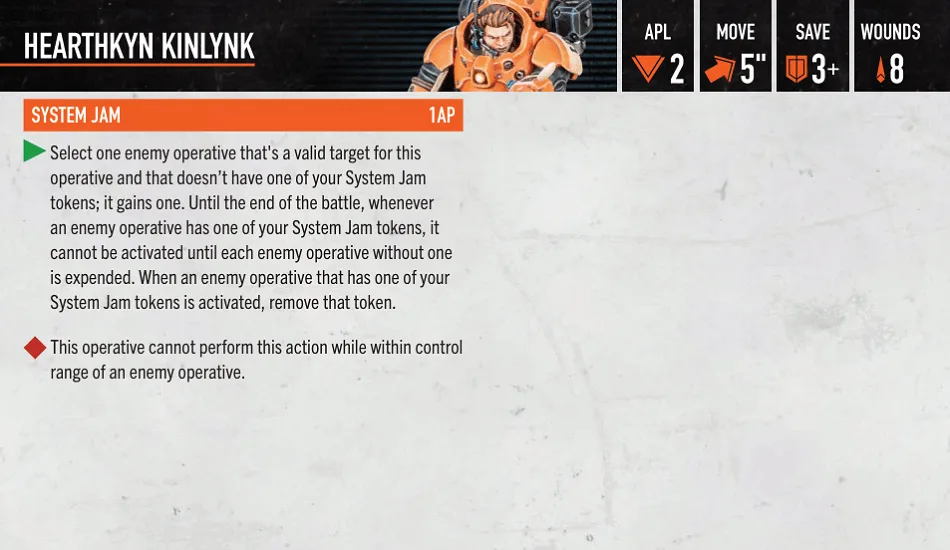 HEARTHKYN KINLYNK
APL MOVE SAVE WOUNDS
2 5" 3+ 8
SYSTEM JAM 1AP
Select one enemy operative that's a valid target for this
operative and that doesn't have one of your System Jam
tokens; it gains one. Until the end of the battle, whenever
an enemy operative has one of your System Jam tokens, it
cannot be activated until each enemy operative without one
is expended. When an enemy operative that has one of your
System Jam tokens is activated, remove that token.
This operative cannot perform this action while within control
range of an enemy operative.